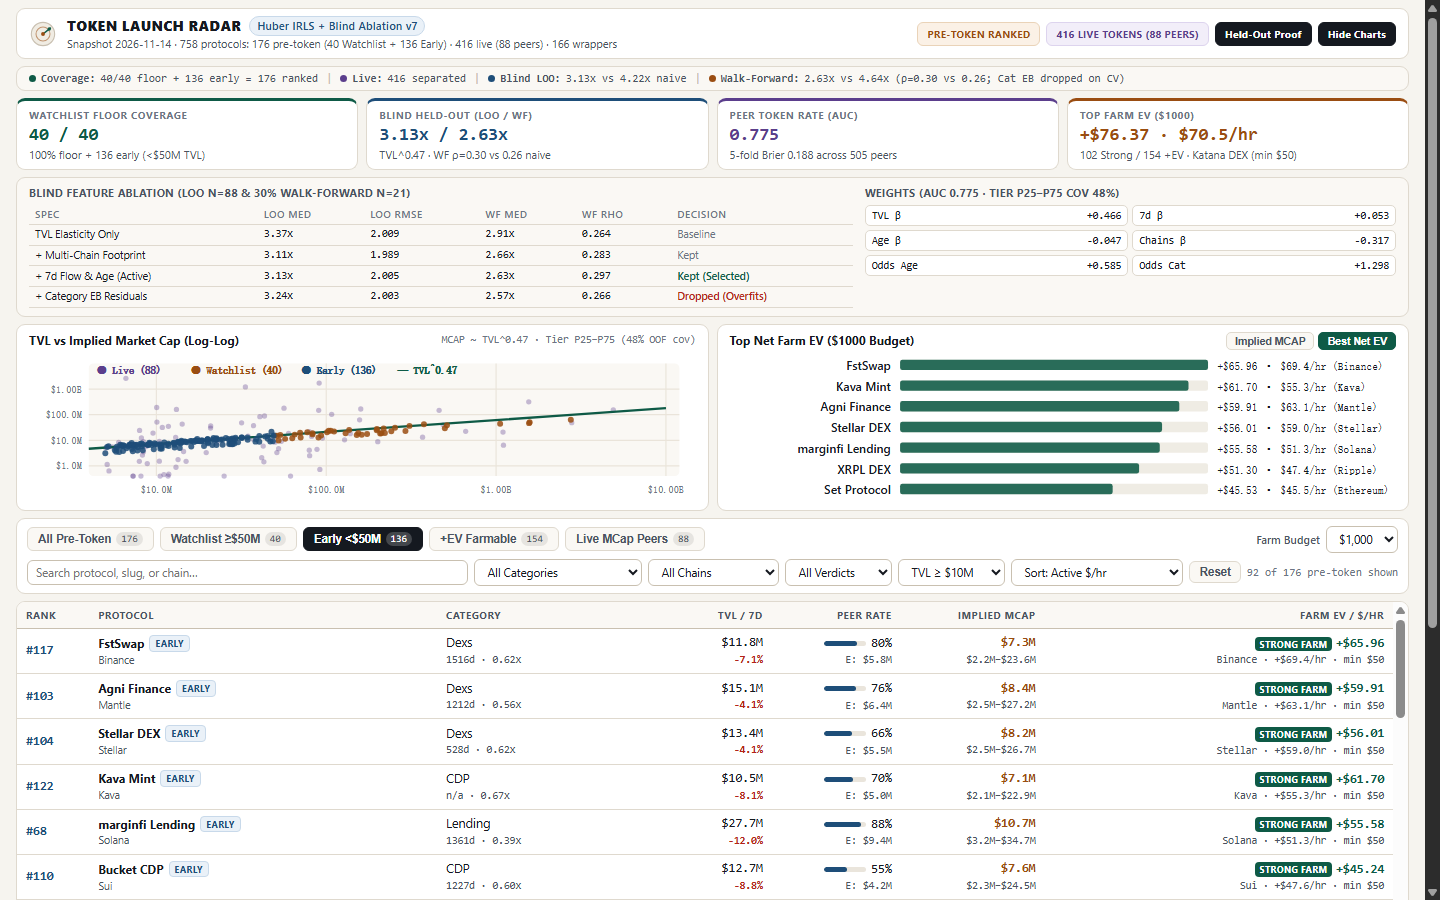 TOKEN LAUNCH RADAR Huber IRLS + Blind Ablation v7
Snapshot 2026-11-14 · 758 protocols: 176 pre-token (40 Watchlist + 136 Early) · 416 live (88 peers) · 166 wrappers
PRE-TOKEN RANKED 416 LIVE TOKENS (88 PEERS) Held-Out Proof Hide Charts
Coverage: 40/40 floor + 136 early = 176 ranked | Live: 416 separated | Blind LOO: 3.13x vs 4.22x naive | Walk-Forward: 2.63x vs 4.64x (ρ=0.30 vs 0.26; Cat EB dropped on CV)
WATCHLIST FLOOR COVERAGE
40 / 40
100% floor + 136 early (<$50M TVL)
BLIND HELD-OUT (LOO / WF)
3.13x / 2.63x
TVL^0.47 · WF ρ=0.30 vs 0.26 naive
PEER TOKEN RATE (AUC)
0.775
5-fold Brier 0.188 across 505 peers
TOP FARM EV ($1000)
+$76.37 · $70.5/hr
102 Strong / 154 +EV · Katana DEX (min $50)
BLIND FEATURE ABLATION (LOO N=88 & 30% WALK-FORWARD N=21)
SPEC LOO MED LOO RMSE WF MED WF RHO DECISION
TVL Elasticity Only 3.37x 2.009 2.91x 0.264 Baseline
+ Multi-Chain Footprint 3.11x 1.989 2.66x 0.283 Kept
+ 7d Flow & Age (Active) 3.13x 2.005 2.63x 0.297 Kept (Selected)
+ Category EB Residuals 3.24x 2.003 2.57x 0.266 Dropped (Overfits)
WEIGHTS (AUC 0.775 · TIER P25–P75 COV 48%)
TVL β +0.466 7d β +0.053
Age β -0.047 Chains β -0.317
Odds Age +0.585 Odds Cat +1.298
TVL vs Implied Market Cap (Log-Log) MCAP ~ TVL^0.47 · Tier P25–P75 (48% OOF cov)
Live (88) Watchlist (40) Early (136) TVL^0.47
$1.00B
$100.0M
$10.0M
$1.0M
$10.0M $100.0M $1.00B $10.00B
Top Net Farm EV ($1000 Budget) Implied MCAP Best Net EV
FstSwap +$65.96 • $69.4/hr (Binance)
Kava Mint +$61.70 • $55.3/hr (Kava)
Agni Finance +$59.91 • $63.1/hr (Mantle)
Stellar DEX +$56.01 • $59.0/hr (Stellar)
marginfi Lending +$55.58 • $51.3/hr (Solana)
XRPL DEX +$51.30 • $47.4/hr (Ripple)
Set Protocol +$45.53 • $45.5/hr (Ethereum)
All Pre-Token 176 Watchlist ≥$50M 40 Early <$50M 136 +EV Farmable 154 Live MCap Peers 88 Farm Budget $1,000
Search protocol, slug, or chain... All Categories All Chains All Verdicts TVL ≥ $10M Sort: Active $/hr Reset 92 of 176 pre-token shown
RANK PROTOCOL CATEGORY TVL / 7D PEER RATE IMPLIED MCAP FARM EV / $/HR
#117 FstSwap EARLY Dexs $11.8M 80% $7.3M STRONG FARM +$65.96
Binance 1516d · 0.62x -7.1% E: $5.8M $2.2M–$23.6M Binance · +$69.4/hr · min $50
#103 Agni Finance EARLY Dexs $15.1M 76% $8.4M STRONG FARM +$59.91
Mantle 1212d · 0.56x -4.1% E: $6.4M $2.5M–$27.2M Mantle · +$63.1/hr · min $50
#104 Stellar DEX EARLY Dexs $13.4M 66% $8.2M STRONG FARM +$56.01
Stellar 528d · 0.62x -4.1% E: $5.5M $2.5M–$26.7M Stellar · +$59.0/hr · min $50
#122 Kava Mint EARLY CDP $10.5M 70% $7.1M STRONG FARM +$61.70
Kava n/a · 0.67x -8.1% E: $5.0M $2.1M–$22.9M Kava · +$55.3/hr · min $50
#68 marginfi Lending EARLY Lending $27.7M 88% $10.7M STRONG FARM +$55.58
Solana 1361d · 0.39x -12.0% E: $9.4M $3.2M–$34.7M Solana · +$51.3/hr · min $50
#110 Bucket CDP EARLY CDP $12.7M 55% $7.6M STRONG FARM +$45.24
Sui 1227d · 0.60x -8.8% E: $4.2M $2.3M–$24.5M Sui · +$47.6/hr · min $50